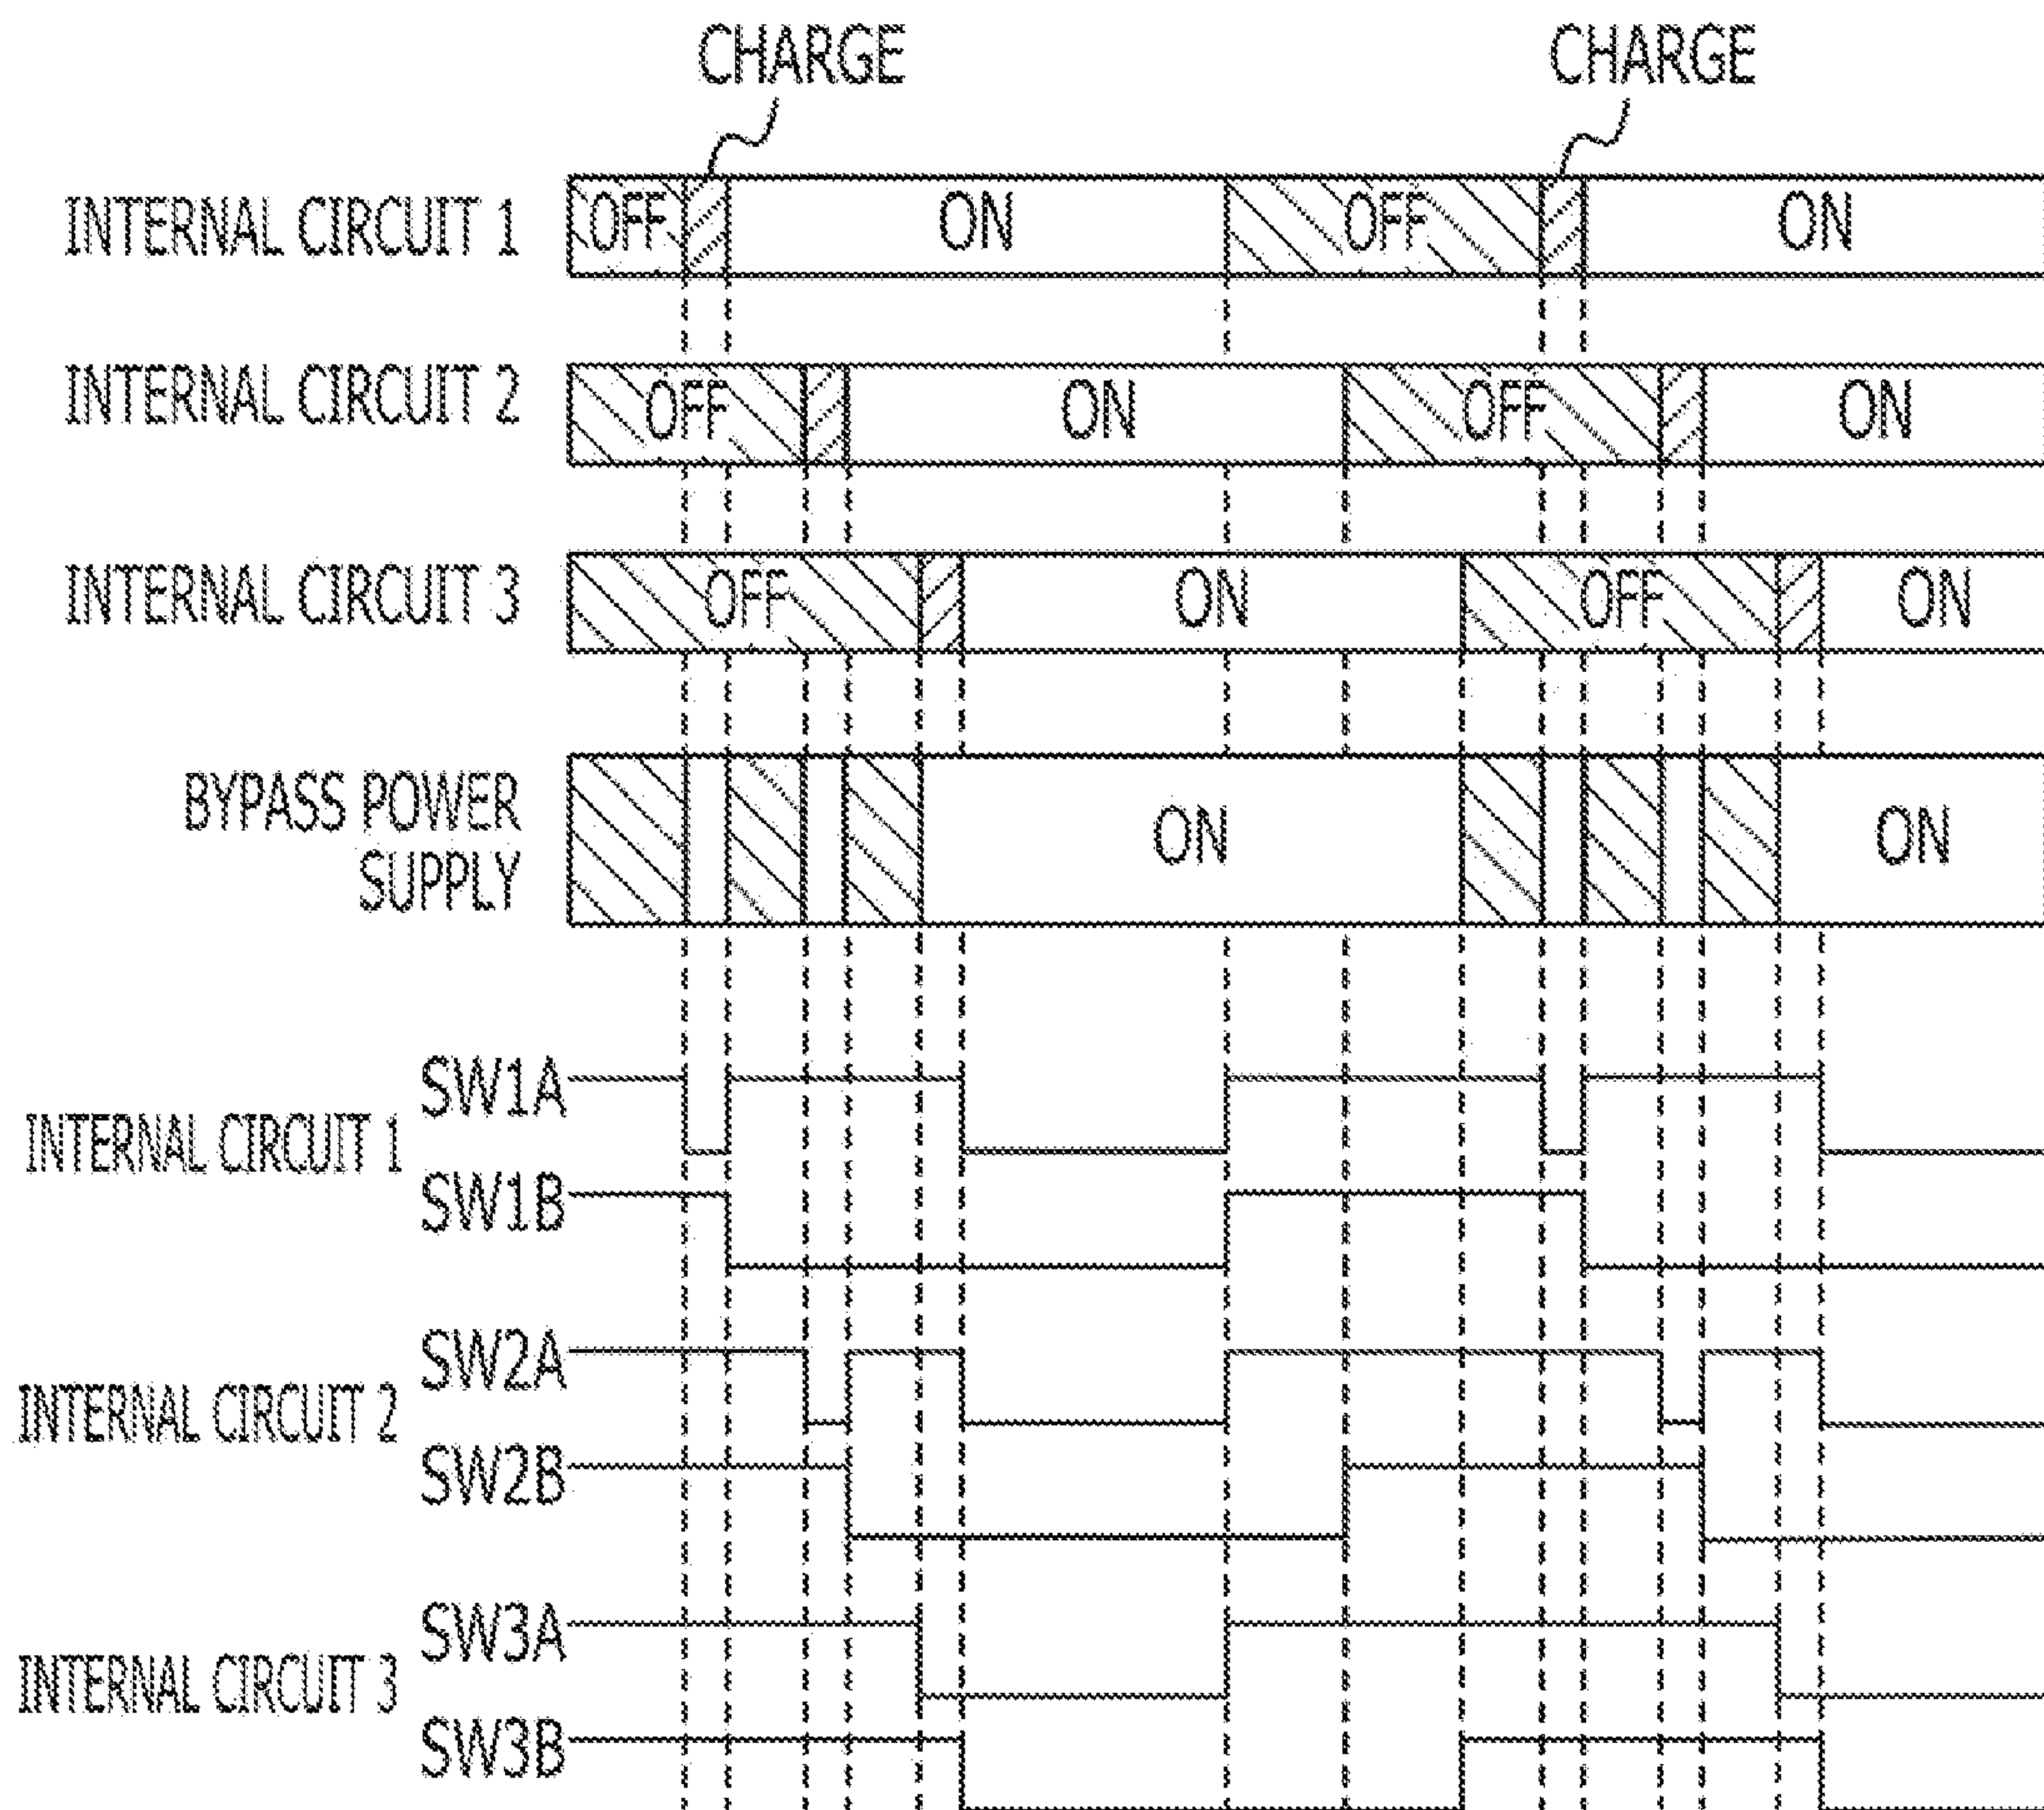 CHARGE CHARGE
INTERNAL CIRCUIT 1 OFF ON OFF ON
INTERNAL CIRCUIT 2 OFF ON OFF ON
INTERNAL CIRCUIT 3 OFF ON OFF ON
BYPASS POWER
SUPPLY
ON ON
SW1A
INTERNAL CIRCUIT 1
SW1B
SW2A
INTERNAL CIRCUIT 2
SW2B
SW3A
INTERNAL CIRCUIT 3
SW3B